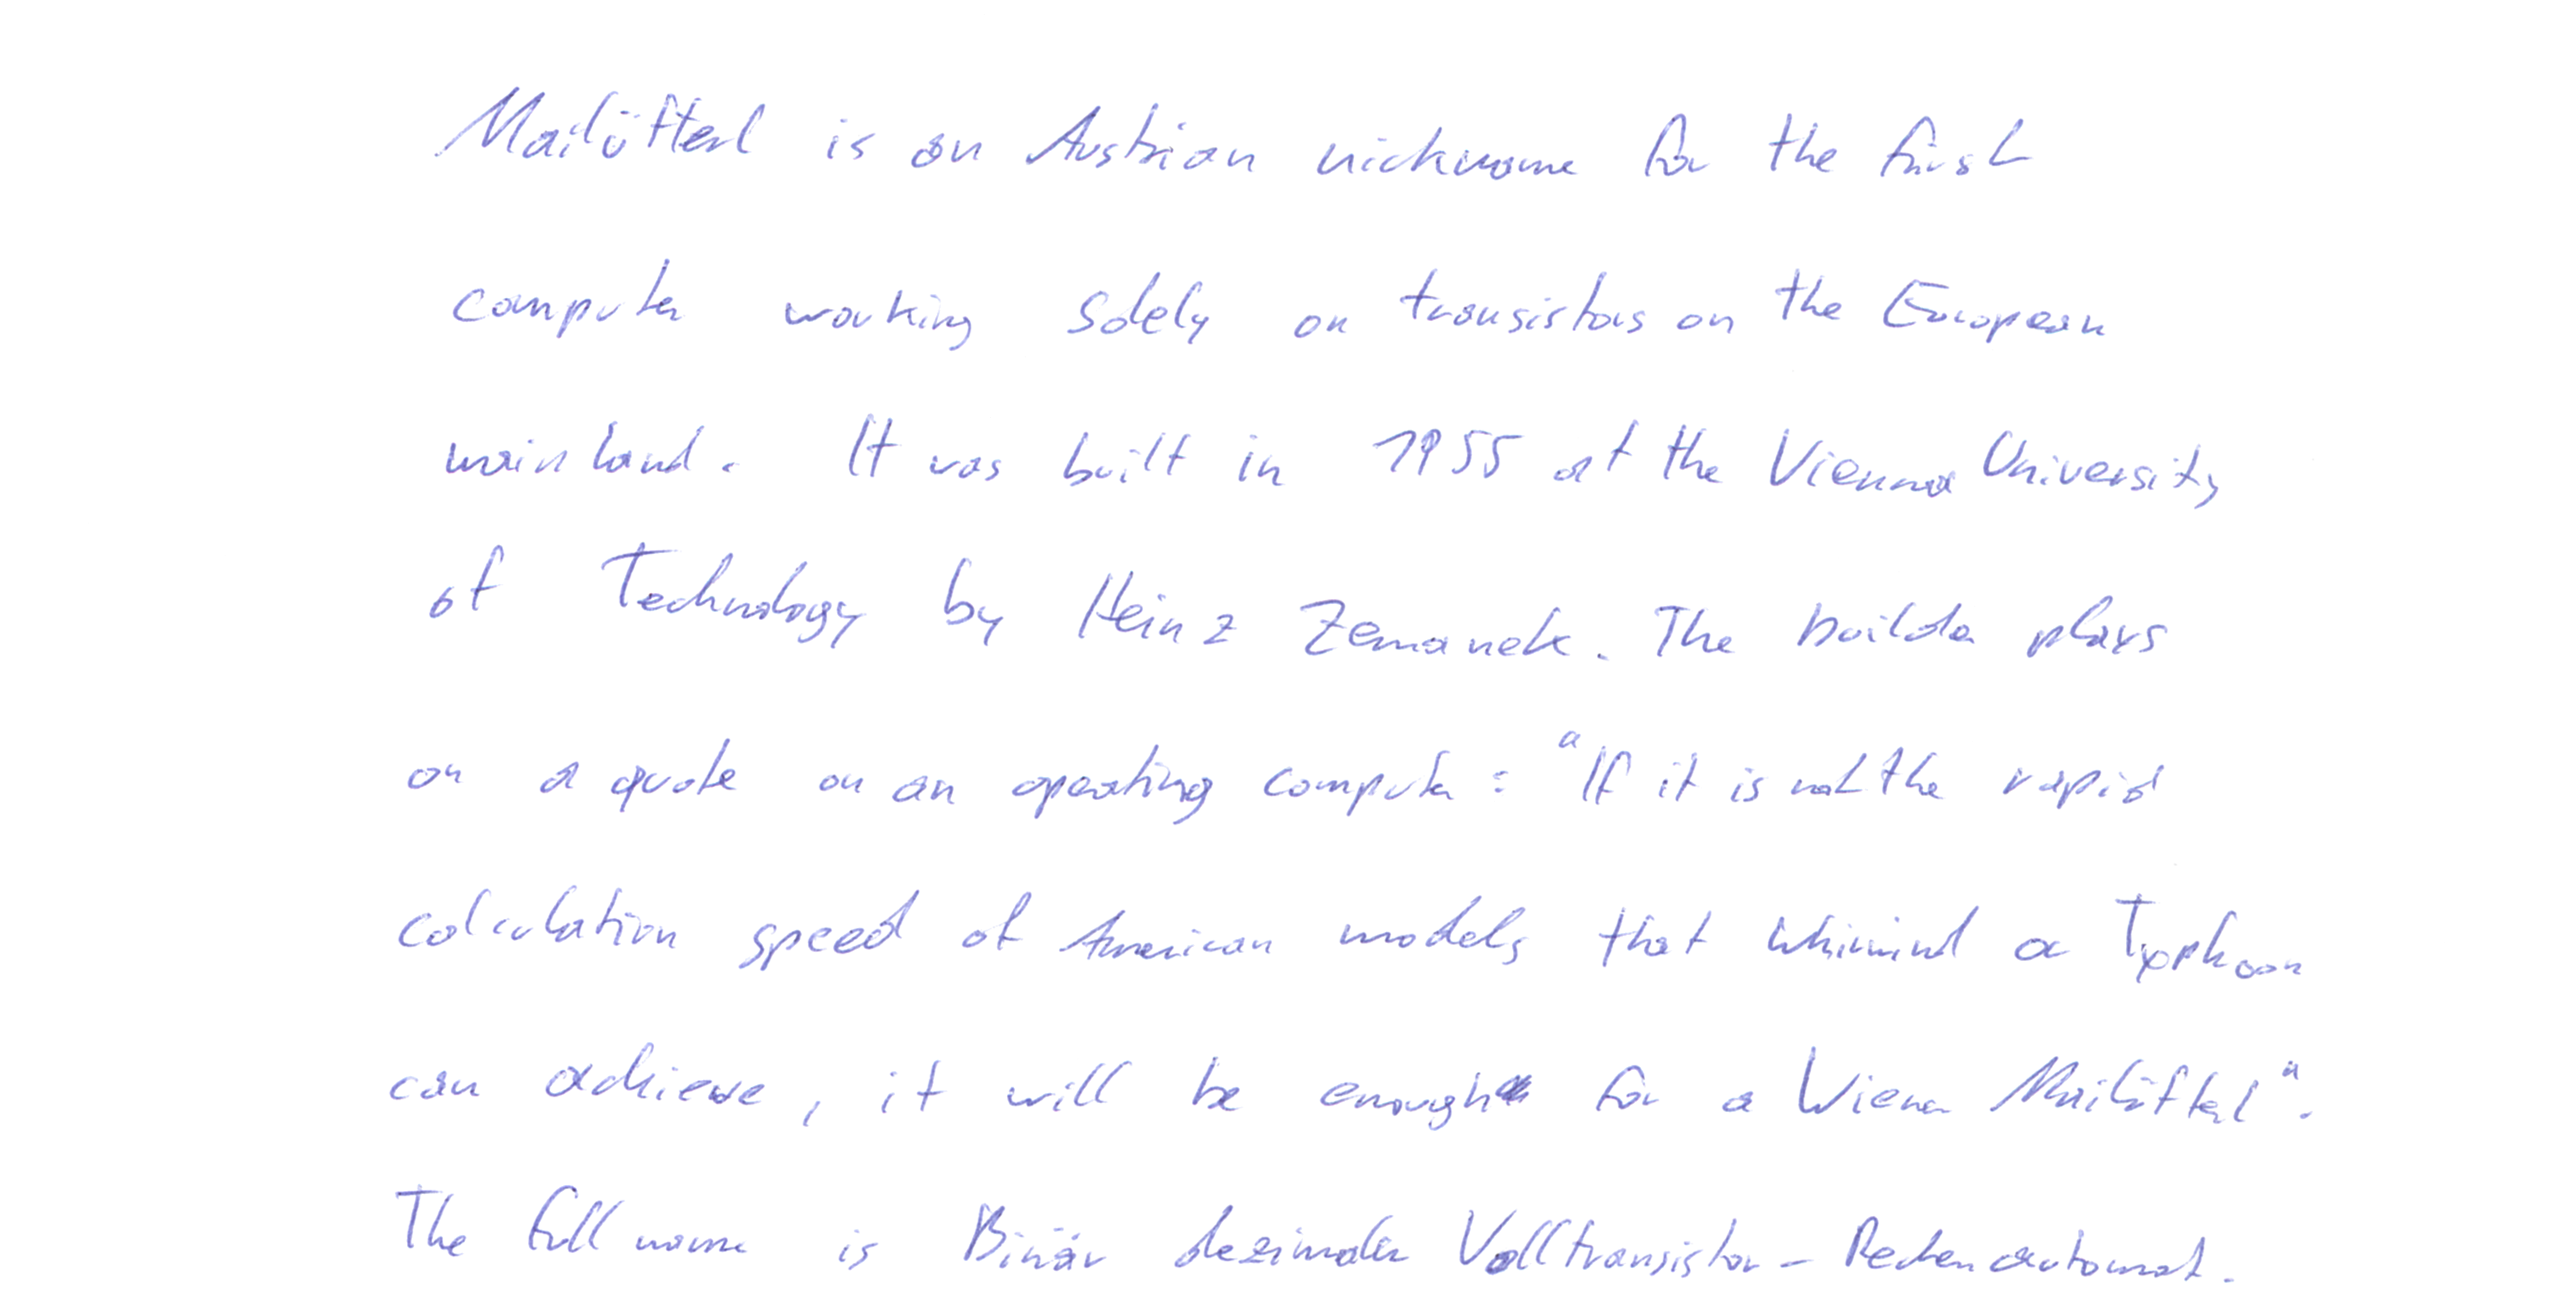 Mailüfterl is an Austrian nickname for the first
computer working solely on transistors on the European
mainland. It was built in 1955 at the Vienna University
of Technology by Heinz Zemanek. The builder plays
on a quote on an operating computer: "If it is not the rapid
calculation speed of American models that a Typhoon
can achieve, it will be enough for a Wiener Mailüfterl".
The full name is Binär dezimaler Volltransistor-Rechenautomat.